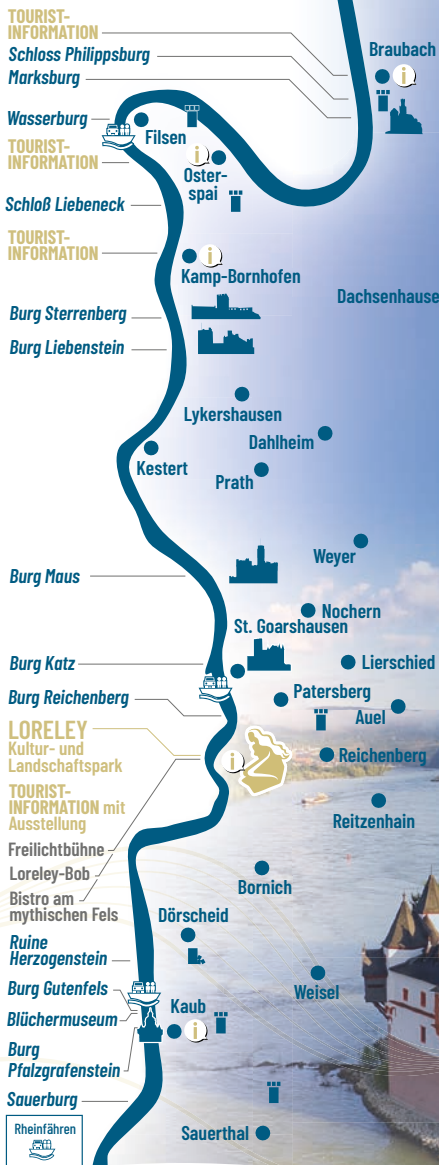 TOURIST-
INFORMATION
Schloss Philippsburg
Marksburg
Braubach
i
Wasserburg
Filsen
TOURIST-
INFORMATION
i
Oster-
spai
Schloß Liebeneck
TOURIST-
INFORMATION
i
Kamp-Bornhofen
Dachsenhause
Burg Sterrenberg
Burg Liebenstein
Lykershausen
Dahlheim
Kestert
Prath
Weyer
Burg Maus
Nochern
St. Goarshausen
Burg Katz
Lierschied
Patersberg
Burg Reichenberg
Auel
LORELEY
Kultur- und
Landschaftspark
i
Reichenberg
TOURIST-
INFORMATION mit
Ausstellung
Reitzenhain
Freilichtbühne
Loreley-Bob
Bistro am
mythischen Fels
Bornich
Dörscheid
Ruine
Herzogenstein
Weisel
Burg Gutenfels
Blüchermuseum
Kaub
i
Burg
Pfalzgrafenstein
Sauerburg
Rheinfähren
Sauerthal